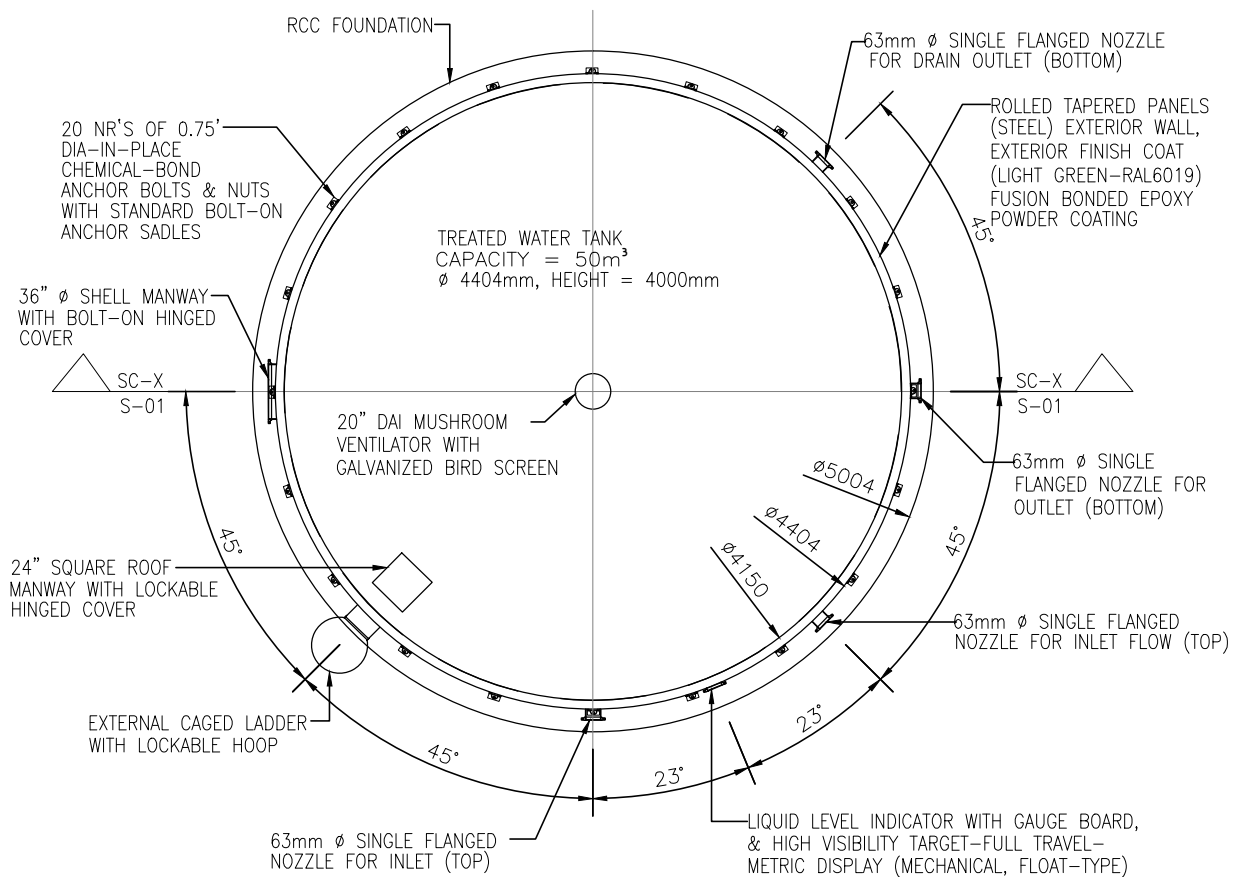 RCC FOUNDATION
63mm ø SINGLE FLANGED NOZZLE
FOR DRAIN OUTLET (BOTTOM)
20 NR'S OF 0.75'
DIA-IN-PLACE
CHEMICAL-BOND
ANCHOR BOLTS & NUTS
WITH STANDARD BOLT-ON
ANCHOR SADLES
ROLLED TAPERED PANELS
(STEEL) EXTERIOR WALL,
EXTERIOR FINISH COAT
(LIGHT GREEN-RAL6019)
FUSION BONDED EPOXY
POWDER COATING
45°
TREATED WATER TANK
CAPACITY = 50m³
ø 4404mm, HEIGHT = 4000mm
36" ø SHELL MANWAY
WITH BOLT-ON HINGED
COVER
SC-X
S-01
SC-X
S-01
20" DAI MUSHROOM
VENTILATOR WITH
GALVANIZED BIRD SCREEN
63mm ø SINGLE
FLANGED NOZZLE FOR
OUTLET (BOTTOM)
ø5004
ø4404
ø4150
45°
45°
24" SQUARE ROOF
MANWAY WITH LOCKABLE
HINGED COVER
63mm ø SINGLE FLANGED
NOZZLE FOR INLET FLOW (TOP)
EXTERNAL CAGED LADDER
WITH LOCKABLE HOOP
45°
23°
23°
63mm ø SINGLE FLANGED
NOZZLE FOR INLET (TOP)
LIQUID LEVEL INDICATOR WITH GAUGE BOARD,
& HIGH VISIBILITY TARGET-FULL TRAVEL-
METRIC DISPLAY (MECHANICAL, FLOAT-TYPE)